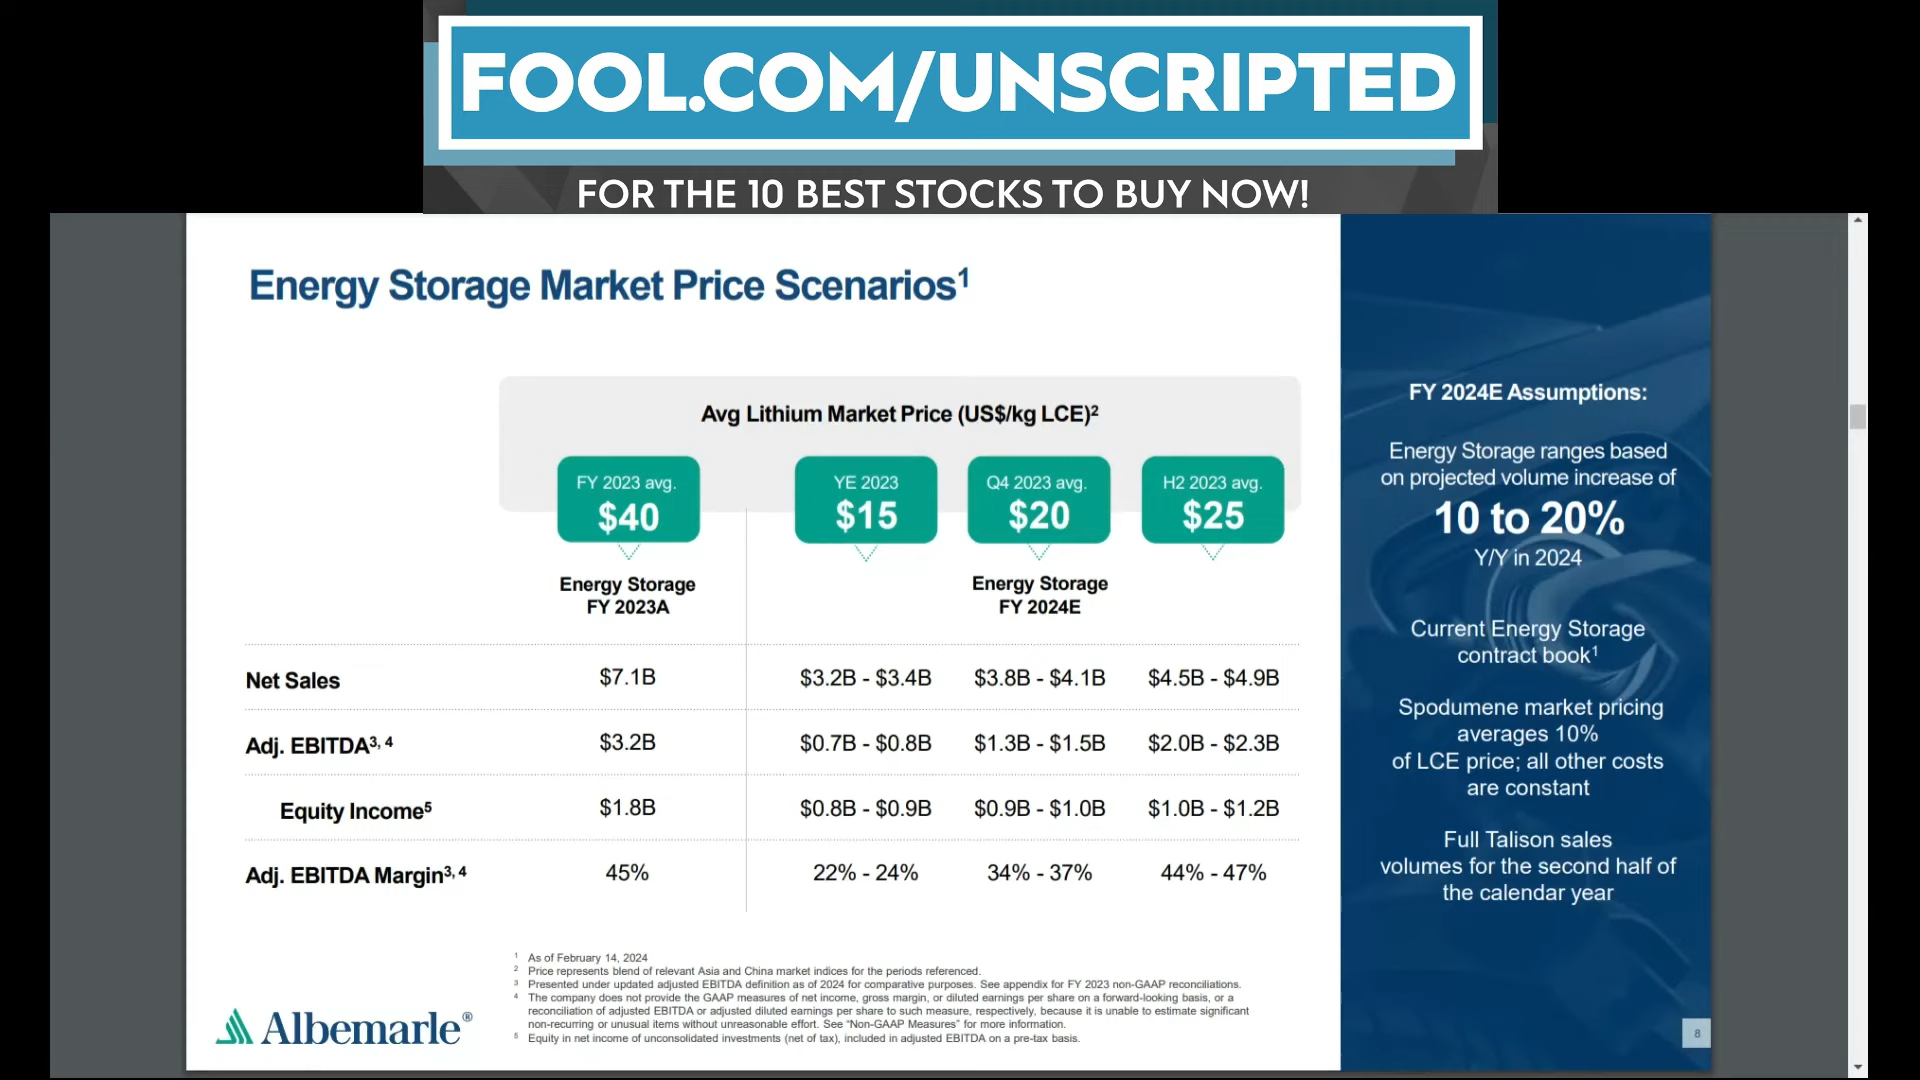 FOOL.COM/UNSCRIPTED
FOR THE 10 BEST STOCKS TO BUY NOW!
Energy Storage Market Price Scenarios¹
Avg Lithium Market Price (US$/kg LCE)²
FY 2023 avg. YE 2023 Q4 2023 avg. H2 2023 avg.
$40 $15 $20 $25
Energy Storage Energy Storage
FY 2023A FY 2024E
Net Sales $7.1B $3.2B - $3.4B $3.8B - $4.1B $4.5B - $4.9B
Adj. EBITDA³,⁴ $3.2B $0.7B - $0.8B $1.3B - $1.5B $2.0B - $2.3B
Equity Income⁵ $1.8B $0.8B - $0.9B $0.9B - $1.0B $1.0B - $1.2B
Adj. EBITDA Margin³,⁴ 45% 22% - 24% 34% - 37% 44% - 47%
FY 2024E Assumptions:
Energy Storage ranges based
on projected volume increase of
10 to 20%
Y/Y in 2024
Current Energy Storage
contract book¹
Spodumene market pricing
averages 10%
of LCE price; all other costs
are constant
Full Talison sales
volumes for the second half of
the calendar year
¹ As of February 14, 2024
² Price represents blend of relevant Asia and China market indices for the periods referenced.
³ Presented under updated adjusted EBITDA definition as of 2024 for comparative purposes. See appendix for FY 2023 non-GAAP reconciliations.
⁴ The company does not provide the GAAP measures of net income, gross margin, or diluted earnings per share on a forward-looking basis, or a
reconciliation of adjusted EBITDA or adjusted diluted earnings per share to such measure, respectively, because it is unable to estimate significant
non-recurring or unusual items without unreasonable effort. See “Non-GAAP Measures” for more information.
⁵ Equity in net income of unconsolidated investments (net of tax), included in adjusted EBITDA on a pre-tax basis.
Albemarle®
8